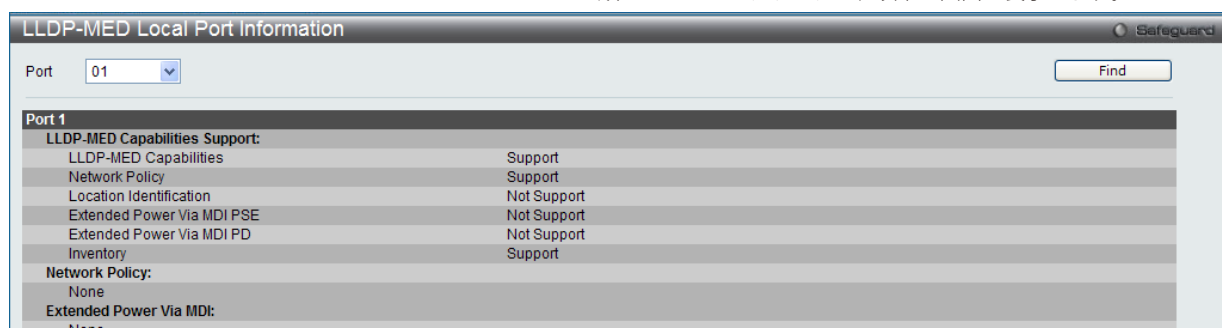 LLDP-MED Local Port Information
Safeguard
Port 01 Find
Port 1
LLDP-MED Capabilities Support:
LLDP-MED Capabilities Support
Network Policy Support
Location Identification Not Support
Extended Power Via MDI PSE Not Support
Extended Power Via MDI PD Not Support
Inventory Support
Network Policy:
None
Extended Power Via MDI: